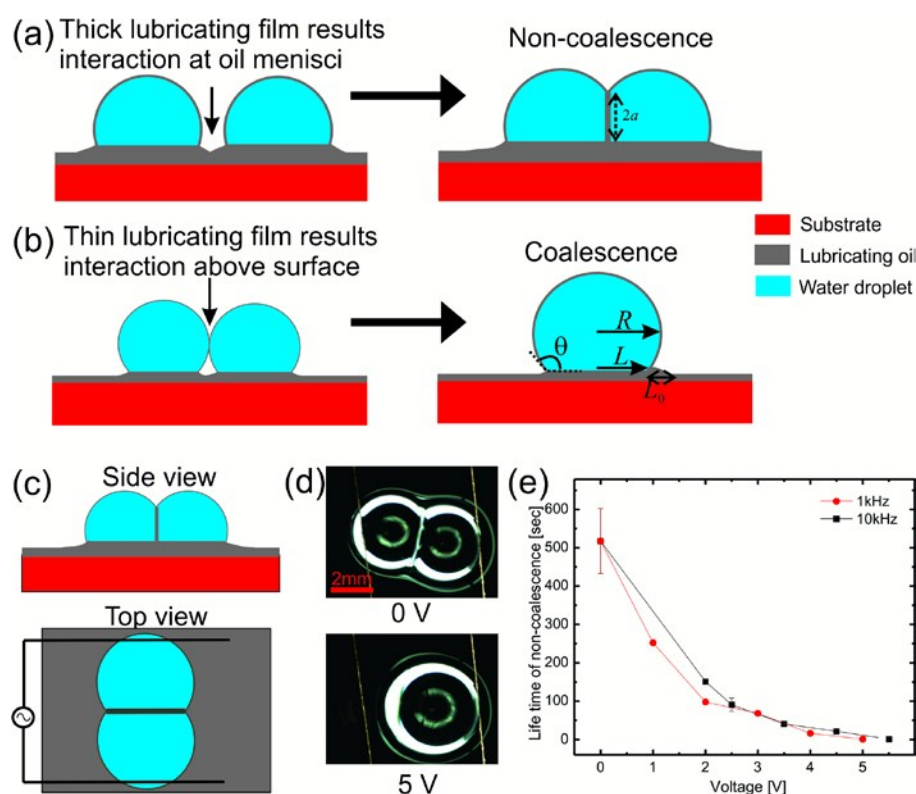 (a)
Thick lubricating film results
interaction at oil menisci
Non-coalescence
2a
(b)
Thin lubricating film results
interaction above surface
Coalescence
R
θ
L
L₀
Substrate
Lubricating oil
Water droplet
(c)
Side view
Top view
(d)
2mm
0 V
5 V
(e)
Life time of non-coalescence [sec]
600
500
400
300
200
100
0
1kHz
10kHz
0 1 2 3 4 5
Voltage [V]